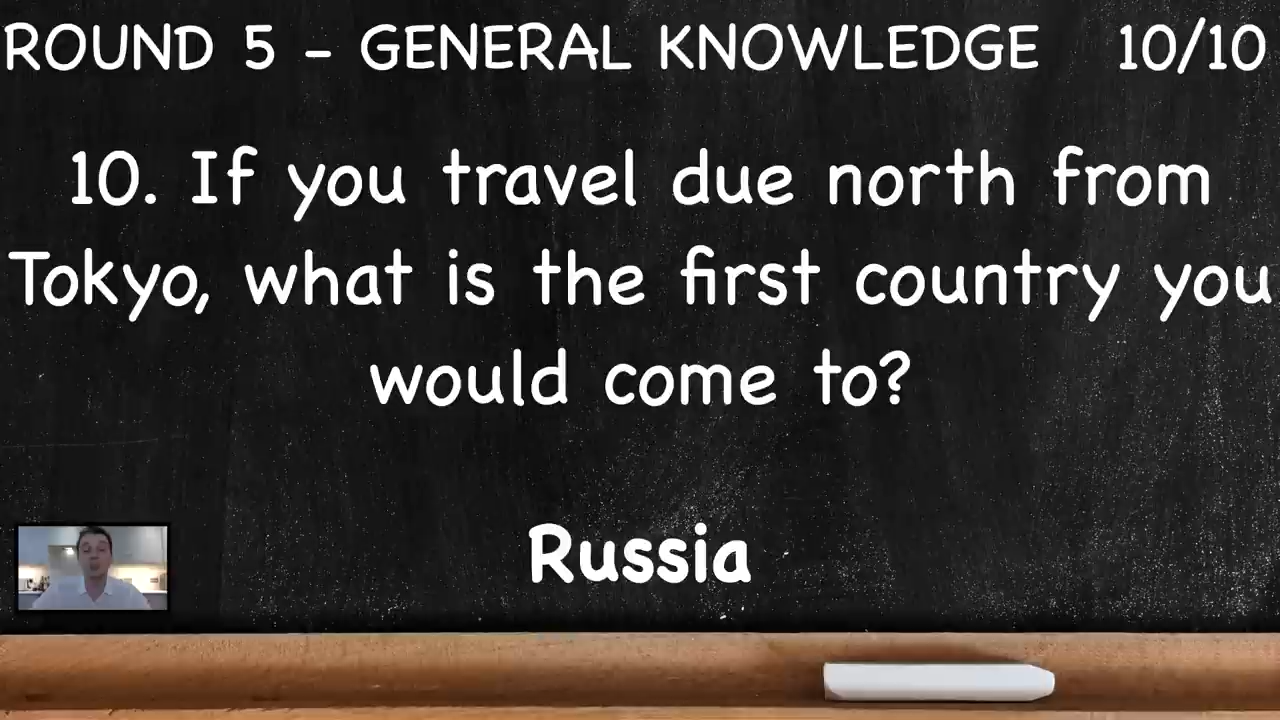 ROUND 5 - GENERAL KNOWLEDGE 10/10
10. If you travel due north from
Tokyo, what is the first country you
would come to?
Russia